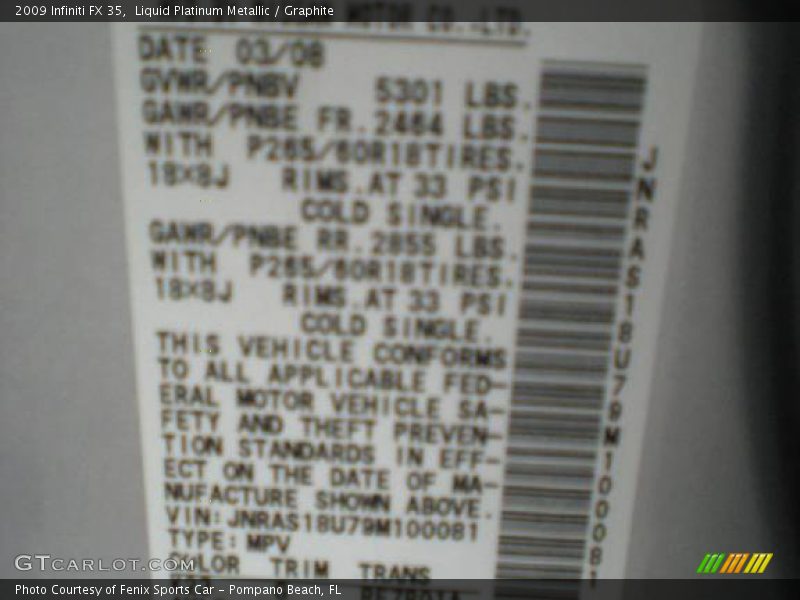 2009 Infiniti FX 35,  Liquid Platinum Metallic / Graphite
MOTOR CO.,LTD.
DATE 03/08
GVWR/PNBV 5301 LBS.
GAWR/PNBE FR.2464 LBS.
WITH P265/60R18TIRES.
18X8J RIMS.AT 33 PSI
COLD SINGLE.
GAWR/PNBE RR.2855 LBS.
WITH P265/60R18TIRES.
18X8J RIMS.AT 33 PSI
COLD SINGLE.
THIS VEHICLE CONFORMS
TO ALL APPLICABLE FED-
ERAL MOTOR VEHICLE SA-
FETY AND THEFT PREVEN-
TION STANDARDS IN EFF-
ECT ON THE DATE OF MA-
NUFACTURE SHOWN ABOVE.
VIN:JNRAS18U79M100081
TYPE:MPV
COLOR TRIM TRANS
JNRAS18U79M100081
GTCARLOT.COM
Photo Courtesy of Fenix Sports Car - Pompano Beach, FL